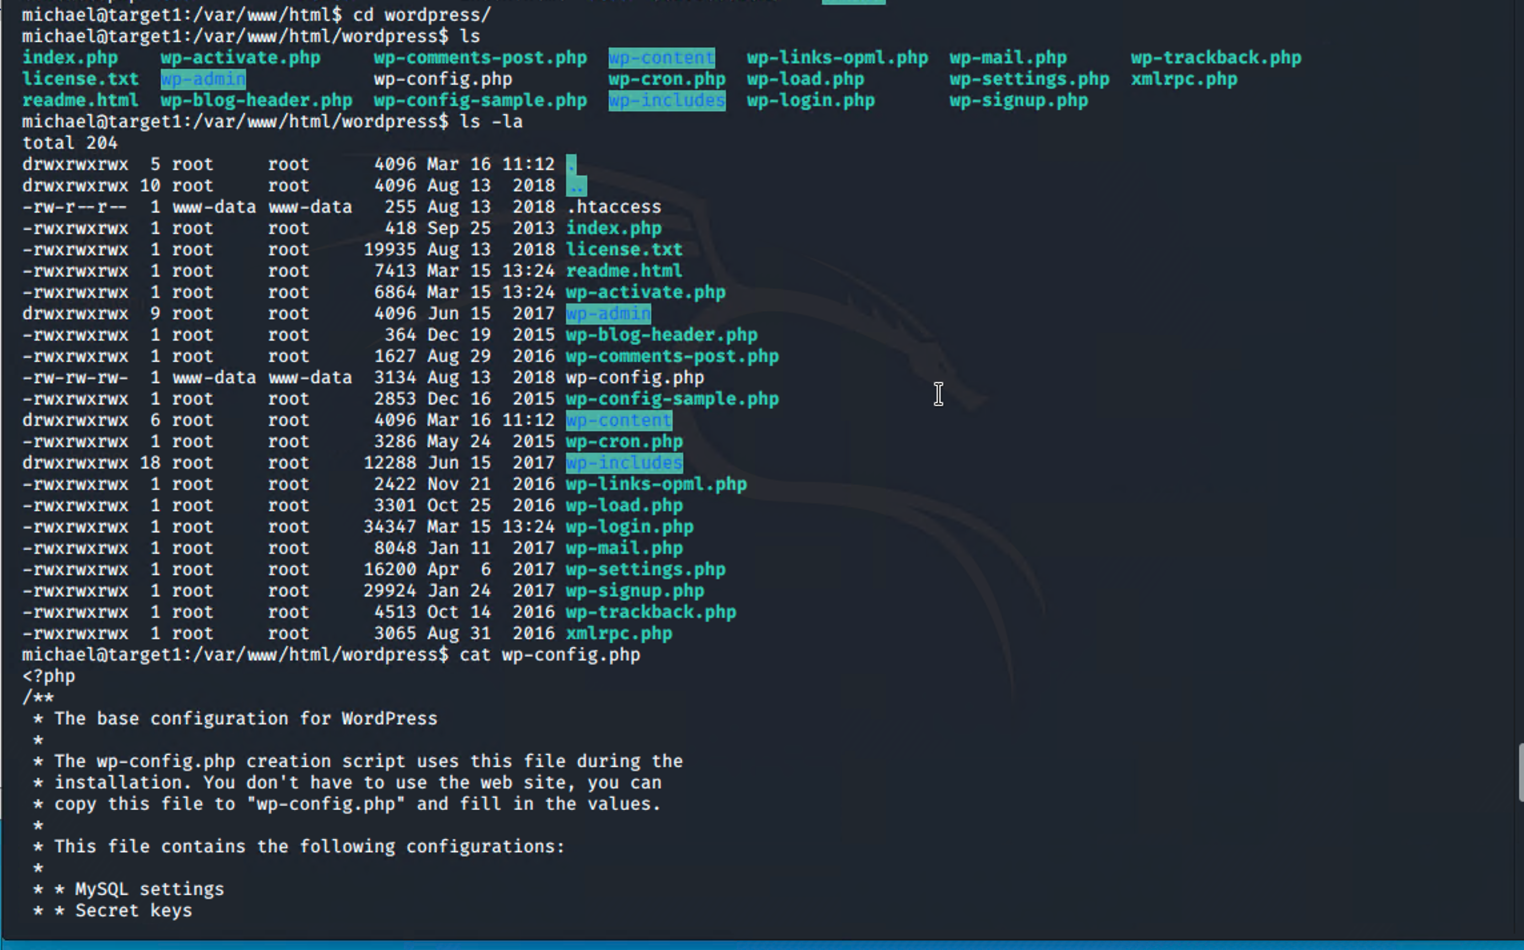 michael@target1:/var/www/html$ cd wordpress/
michael@target1:/var/www/html/wordpress$ ls
index.php    wp-activate.php     wp-comments-post.php  wp-content   wp-links-opml.php  wp-mail.php      wp-trackback.php
license.txt  wp-admin            wp-config.php         wp-cron.php  wp-load.php        wp-settings.php  xmlrpc.php
readme.html  wp-blog-header.php  wp-config-sample.php  wp-includes  wp-login.php       wp-signup.php
michael@target1:/var/www/html/wordpress$ ls -la
total 204
drwxrwxrwx  5 root     root      4096 Mar 16 11:12 .
drwxrwxrwx 10 root     root      4096 Aug 13  2018 ..
-rw-r--r--  1 www-data www-data   255 Aug 13  2018 .htaccess
-rwxrwxrwx  1 root     root       418 Sep 25  2013 index.php
-rwxrwxrwx  1 root     root     19935 Aug 13  2018 license.txt
-rwxrwxrwx  1 root     root      7413 Mar 15 13:24 readme.html
-rwxrwxrwx  1 root     root      6864 Mar 15 13:24 wp-activate.php
drwxrwxrwx  9 root     root      4096 Jun 15  2017 wp-admin
-rwxrwxrwx  1 root     root       364 Dec 19  2015 wp-blog-header.php
-rwxrwxrwx  1 root     root      1627 Aug 29  2016 wp-comments-post.php
-rw-rw-rw-  1 www-data www-data  3134 Aug 13  2018 wp-config.php
-rwxrwxrwx  1 root     root      2853 Dec 16  2015 wp-config-sample.php
drwxrwxrwx  6 root     root      4096 Mar 16 11:12 wp-content
-rwxrwxrwx  1 root     root      3286 May 24  2015 wp-cron.php
drwxrwxrwx 18 root     root     12288 Jun 15  2017 wp-includes
-rwxrwxrwx  1 root     root      2422 Nov 21  2016 wp-links-opml.php
-rwxrwxrwx  1 root     root      3301 Oct 25  2016 wp-load.php
-rwxrwxrwx  1 root     root     34347 Mar 15 13:24 wp-login.php
-rwxrwxrwx  1 root     root      8048 Jan 11  2017 wp-mail.php
-rwxrwxrwx  1 root     root     16200 Apr  6  2017 wp-settings.php
-rwxrwxrwx  1 root     root     29924 Jan 24  2017 wp-signup.php
-rwxrwxrwx  1 root     root      4513 Oct 14  2016 wp-trackback.php
-rwxrwxrwx  1 root     root      3065 Aug 31  2016 xmlrpc.php
michael@target1:/var/www/html/wordpress$ cat wp-config.php
<?php
/**
 * The base configuration for WordPress
 *
 * The wp-config.php creation script uses this file during the
 * installation. You don't have to use the web site, you can
 * copy this file to "wp-config.php" and fill in the values.
 *
 * This file contains the following configurations:
 *
 * * MySQL settings
 * * Secret keys